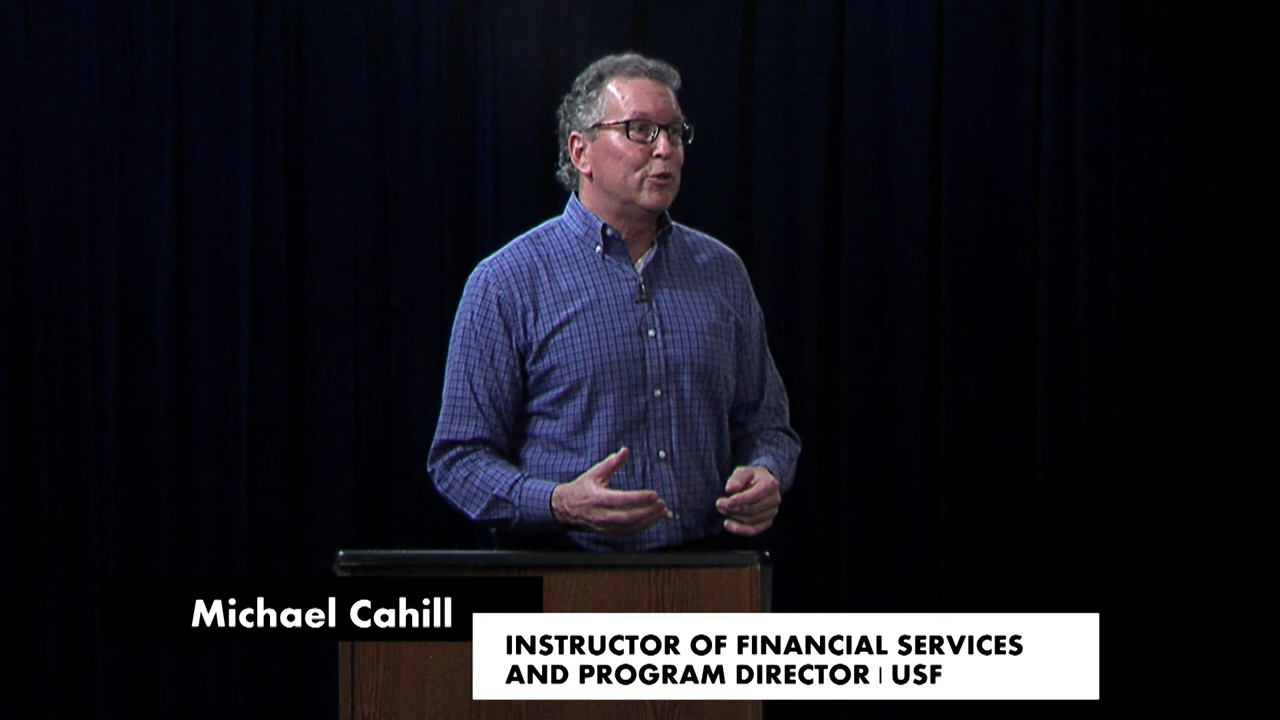 Michael Cahill
INSTRUCTOR OF FINANCIAL SERVICES
AND PROGRAM DIRECTOR | USF